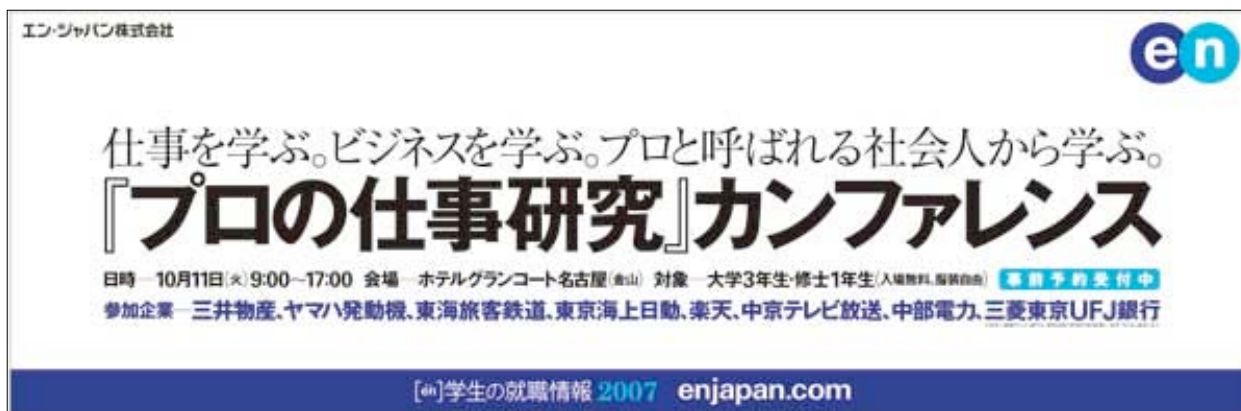 エン・ジャパン株式会社
en
仕事を学ぶ。ビジネスを学ぶ。プロと呼ばれる社会人から学ぶ。
『プロの仕事研究』カンファレンス
日時―10月11日(火)9:00~17:00 会場―ホテルグランコート名古屋(金山) 対象―大学3年生・修士1年生(入場無料、服装自由) 事前予約受付中
参加企業―三井物産、ヤマハ発動機、東海旅客鉄道、東京海上日動、楽天、中京テレビ放送、中部電力、三菱東京UFJ銀行
[en]学生の就職情報 2007 enjapan.com